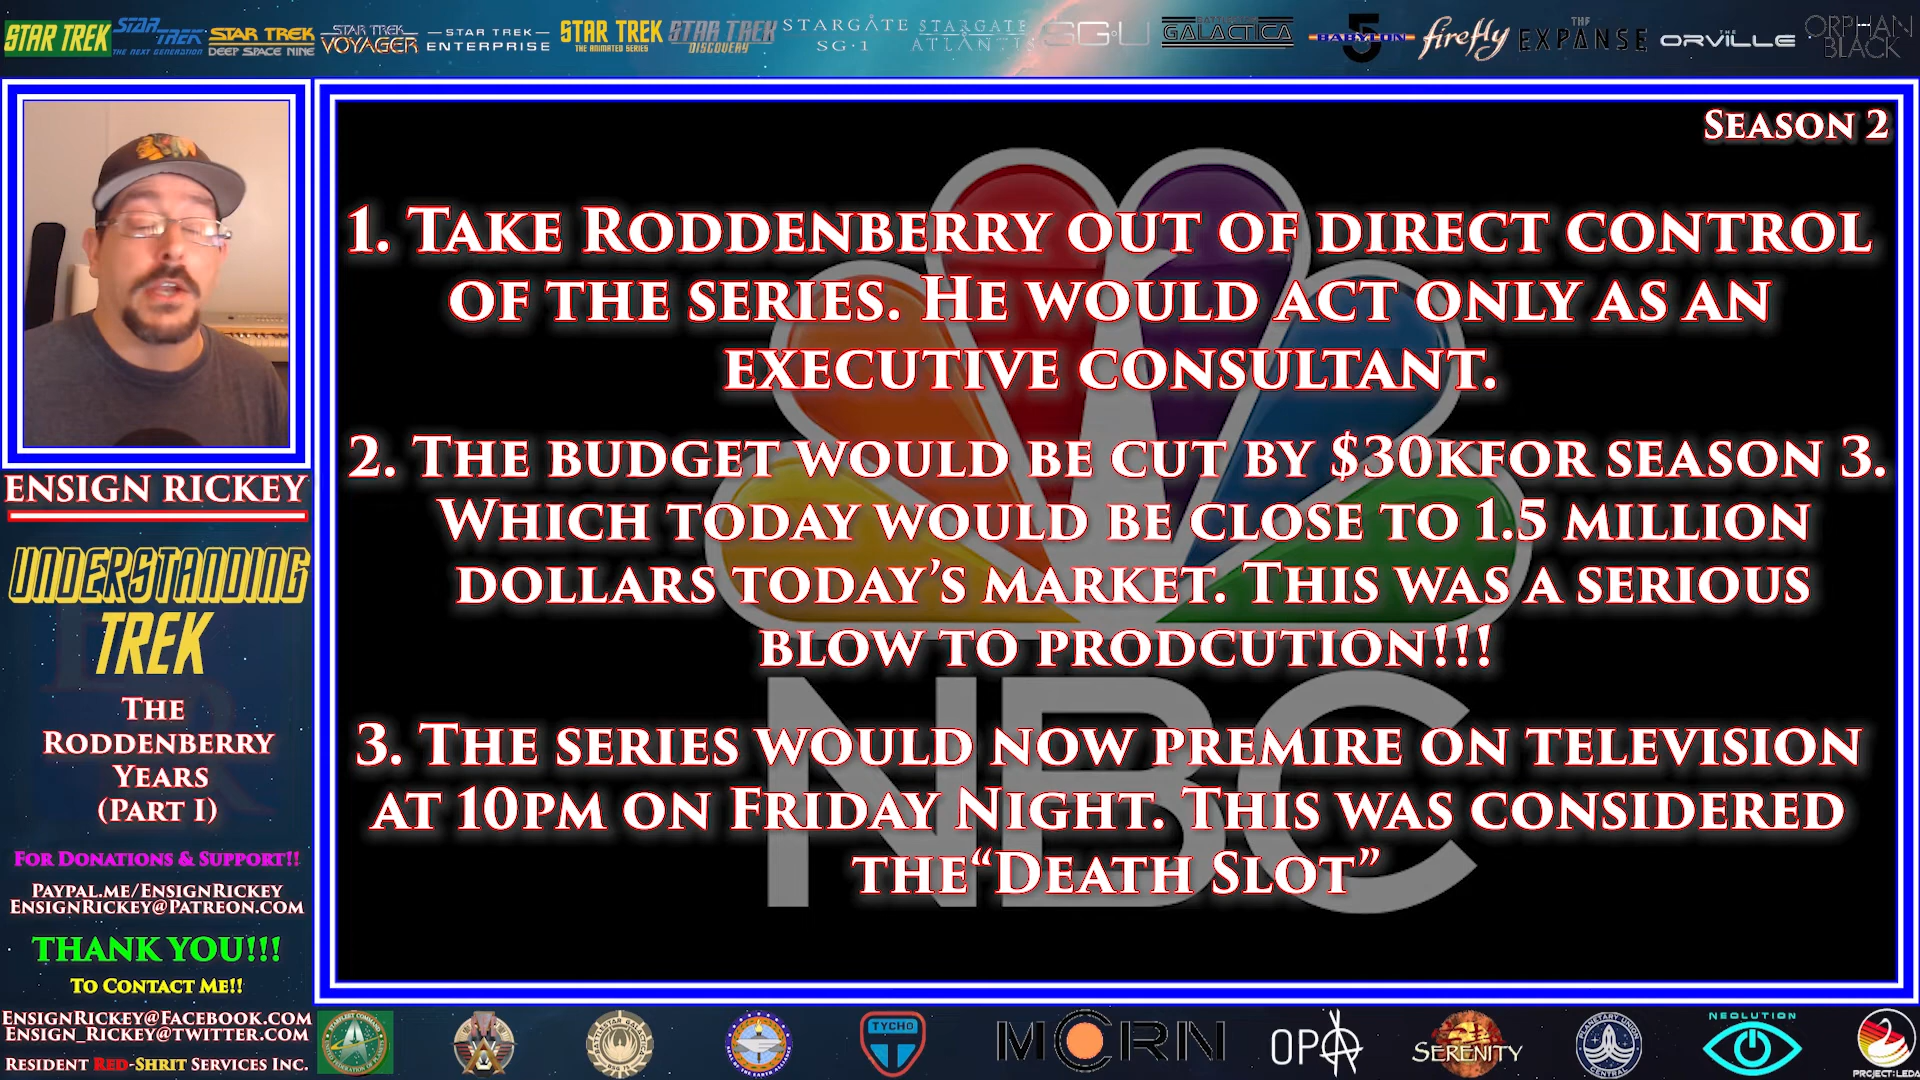 STAR TREK
STAR TREK
THE NEXT GENERATION
STAR TREK
DEEP SPACE NINE
STAR TREK
VOYAGER
STAR TREK
ENTERPRISE
STAR TREK
THE ANIMATED SERIES
STAR TREK
DISCOVERY
STARGATE
SG·1
STARGATE
ATLANTIS
SG·U
BATTLESTAR
GALACTICA
BABYLON
5
firefly
THE
EXPANSE
THE
ORVILLE
ORPHAN
BLACK
Season 2
1. Take Roddenberry out of direct control
of the series. He would act only as an
executive consultant.
2. The budget would be cut by $30kfor season 3.
Which today would be close to 1.5 million
dollars today’s market. This was a serious
blow to prodcution!!!
3. The series would now premire on television
at 10pm on Friday Night. This was considered
the“Death Slot”
NBC
ENSIGN RICKEY
UNDERSTANDING
TREK
The
Roddenberry
Years
(Part I)
For Donations & Support!!
Paypal.me/EnsignRickey
EnsignRickey@Patreon.com
THANK YOU!!!
To Contact Me!!
EnsignRickey@Facebook.com
Ensign_Rickey@twitter.com
Resident Red-Shrit Services Inc.
TYCHO
MCRN
OPA
SERENITY
PLANETARY UNION
CENTRAL
NEOLUTION
PROJECT:LEDA